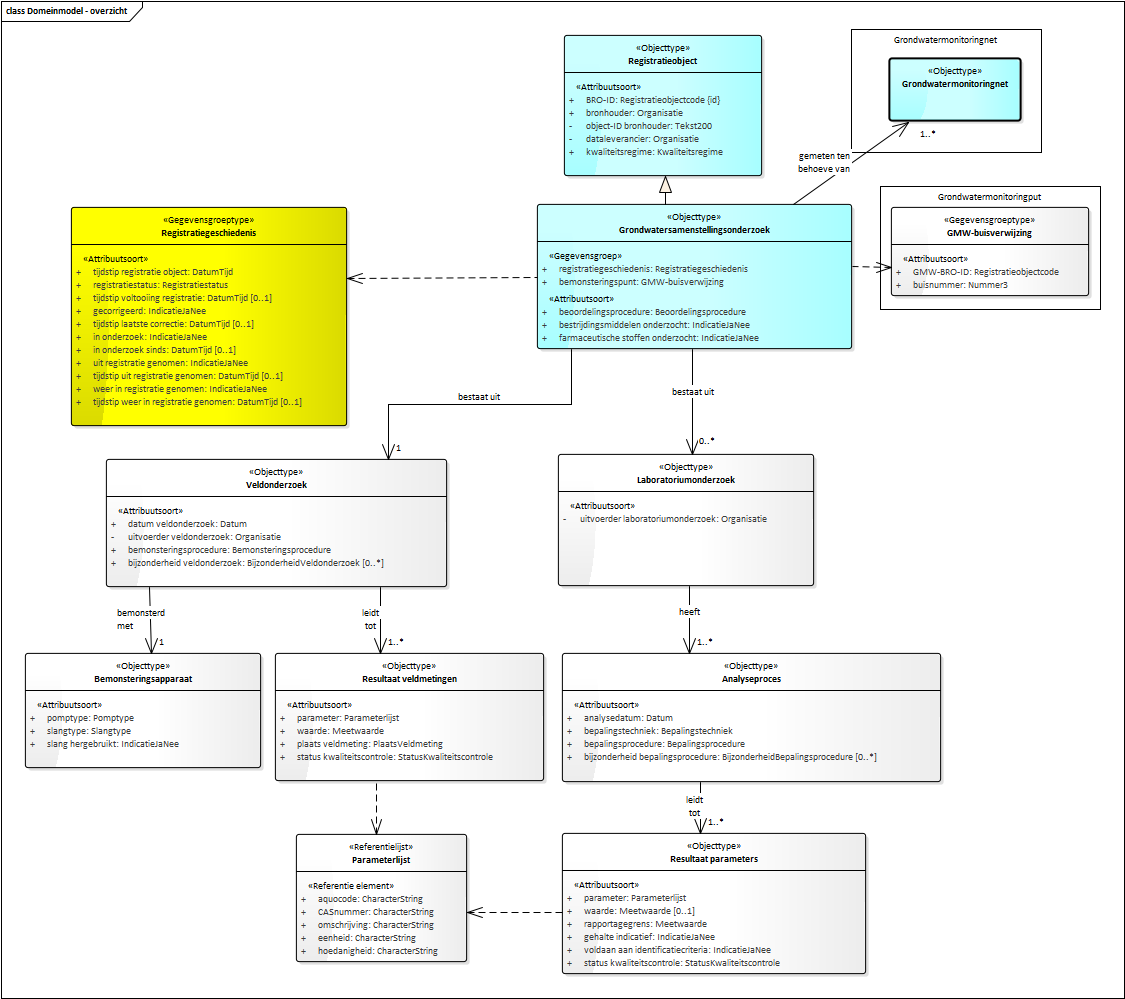 class Domeinmodel - overzicht
«Objecttype»
Registratieobject
«Attribuutsoort»
+ BRO-ID: Registratieobjectcode {id}
+ bronhouder: Organisatie
- object-ID bronhouder: Tekst200
- dataleverancier: Organisatie
+ kwaliteitsregime: Kwaliteitsregime
Grondwatermonitoringnet
«Objecttype»
Grondwatermonitoringnet
1..*
gemeten ten
behoeve van
Grondwatermonitoringput
«Gegevensgroeptype»
GMW-buisverwijzing
«Attribuutsoort»
+ GMW-BRO-ID: Registratieobjectcode
+ buisnummer: Nummer3
«Objecttype»
Grondwatersamenstellingsonderzoek
«Gegevensgroep»
+ registratiegeschiedenis: Registratiegeschiedenis
+ bemonsteringspunt: GMW-buisverwijzing
«Attribuutsoort»
+ beoordelingsprocedure: Beoordelingsprocedure
+ bestrijdingsmiddelen onderzocht: IndicatieJaNee
+ farmaceutische stoffen onderzocht: IndicatieJaNee
«Gegevensgroeptype»
Registratiegeschiedenis
«Attribuutsoort»
+ tijdstip registratie object: DatumTijd
+ registratiestatus: Registratiestatus
+ tijdstip voltooiing registratie: DatumTijd [0..1]
+ gecorrigeerd: IndicatieJaNee
+ tijdstip laatste correctie: DatumTijd [0..1]
+ in onderzoek: IndicatieJaNee
+ in onderzoek sinds: DatumTijd [0..1]
+ uit registratie genomen: IndicatieJaNee
+ tijdstip uit registratie genomen: DatumTijd [0..1]
+ weer in registratie genomen: IndicatieJaNee
+ tijdstip weer in registratie genomen: DatumTijd [0..1]
bestaat uit
1
bestaat uit
0..*
«Objecttype»
Veldonderzoek
«Attribuutsoort»
+ datum veldonderzoek: Datum
- uitvoerder veldonderzoek: Organisatie
+ bemonsteringsprocedure: Bemonsteringsprocedure
+ bijzonderheid veldonderzoek: BijzonderheidVeldonderzoek [0..*]
«Objecttype»
Laboratoriumonderzoek
«Attribuutsoort»
- uitvoerder laboratoriumonderzoek: Organisatie
bemonsterd
met
1
leidt
tot
1..*
heeft
1..*
«Objecttype»
Bemonsteringsapparaat
«Attribuutsoort»
+ pomptype: Pomptype
+ slangtype: Slangtype
+ slang hergebruikt: IndicatieJaNee
«Objecttype»
Resultaat veldmetingen
«Attribuutsoort»
+ parameter: Parameterlijst
+ waarde: Meetwaarde
+ plaats veldmeting: PlaatsVeldmeting
+ status kwaliteitscontrole: StatusKwaliteitscontrole
«Objecttype»
Analyseproces
«Attribuutsoort»
+ analysedatum: Datum
+ bepalingstechniek: Bepalingstechniek
+ bepalingsprocedure: Bepalingsprocedure
+ bijzonderheid bepalingsprocedure: BijzonderheidBepalingsprocedure [0..*]
leidt
tot
1..*
«Referentielijst»
Parameterlijst
«Referentie element»
+ aquocode: CharacterString
+ CASnummer: CharacterString
+ omschrijving: CharacterString
+ eenheid: CharacterString
+ hoedanigheid: CharacterString
«Objecttype»
Resultaat parameters
«Attribuutsoort»
+ parameter: Parameterlijst
+ waarde: Meetwaarde [0..1]
+ rapportagegrens: Meetwaarde
+ gehalte indicatief: IndicatieJaNee
+ voldaan aan identificatiecriteria: IndicatieJaNee
+ status kwaliteitscontrole: StatusKwaliteitscontrole